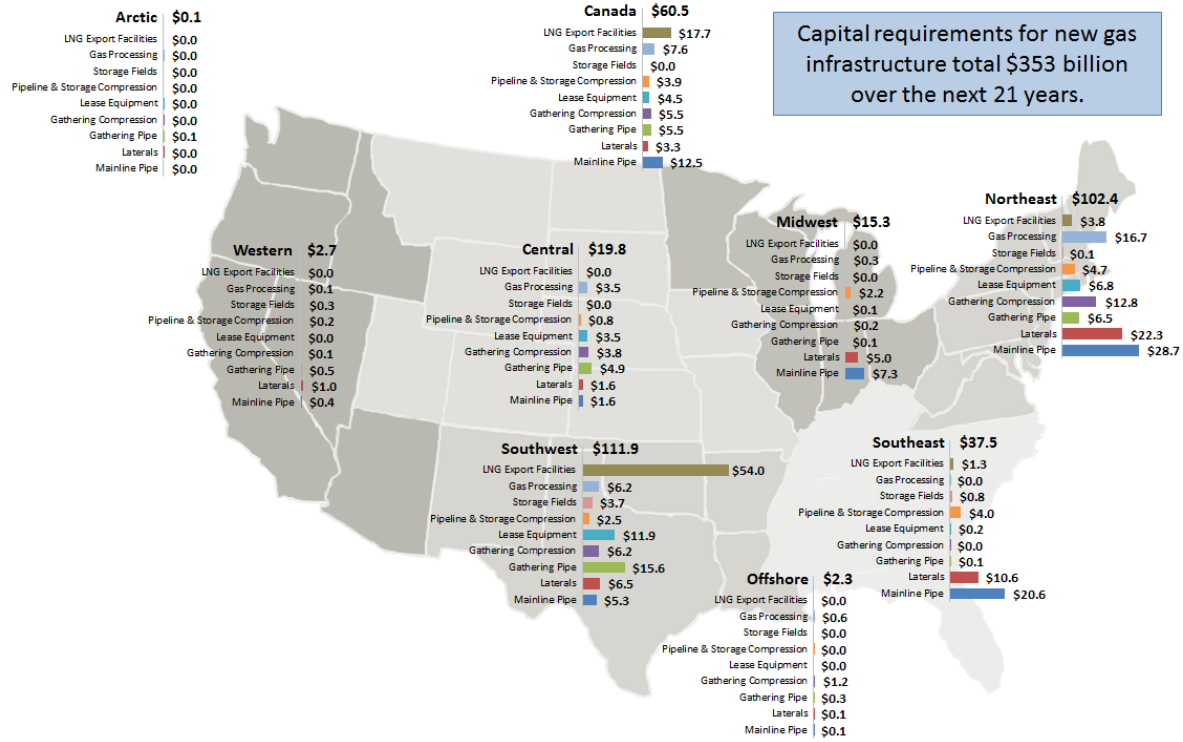 Arctic $0.1
LNG Export Facilities $0.0
Gas Processing $0.0
Storage Fields $0.0
Pipeline & Storage Compression $0.0
Lease Equipment $0.0
Gathering Compression $0.0
Gathering Pipe $0.1
Laterals $0.0
Mainline Pipe $0.0
Canada $60.5
LNG Export Facilities $17.7
Gas Processing $7.6
Storage Fields $0.0
Pipeline & Storage Compression $3.9
Lease Equipment $4.5
Gathering Compression $5.5
Gathering Pipe $5.5
Laterals $3.3
Mainline Pipe $12.5
Capital requirements for new gas
infrastructure total $353 billion
over the next 21 years.
Western $2.7
LNG Export Facilities $0.0
Gas Processing $0.1
Storage Fields $0.3
Pipeline & Storage Compression $0.2
Lease Equipment $0.0
Gathering Compression $0.1
Gathering Pipe $0.5
Laterals $1.0
Mainline Pipe $0.4
Central $19.8
LNG Export Facilities $0.0
Gas Processing $3.5
Storage Fields $0.0
Pipeline & Storage Compression $0.8
Lease Equipment $3.5
Gathering Compression $3.8
Gathering Pipe $4.9
Laterals $1.6
Mainline Pipe $1.6
Midwest $15.3
LNG Export Facilities $0.0
Gas Processing $0.3
Storage Fields $0.0
Pipeline & Storage Compression $2.2
Lease Equipment $0.1
Gathering Compression $0.2
Gathering Pipe $0.1
Laterals $5.0
Mainline Pipe $7.3
Northeast $102.4
LNG Export Facilities $3.8
Gas Processing $16.7
Storage Fields $0.1
Pipeline & Storage Compression $4.7
Lease Equipment $6.8
Gathering Compression $12.8
Gathering Pipe $6.5
Laterals $22.3
Mainline Pipe $28.7
Southwest $111.9
LNG Export Facilities $54.0
Gas Processing $6.2
Storage Fields $3.7
Pipeline & Storage Compression $2.5
Lease Equipment $11.9
Gathering Compression $6.2
Gathering Pipe $15.6
Laterals $6.5
Mainline Pipe $5.3
Southeast $37.5
LNG Export Facilities $1.3
Gas Processing $0.0
Storage Fields $0.8
Pipeline & Storage Compression $4.0
Lease Equipment $0.2
Gathering Compression $0.0
Gathering Pipe $0.1
Laterals $10.6
Mainline Pipe $20.6
Offshore $2.3
LNG Export Facilities $0.0
Gas Processing $0.6
Storage Fields $0.0
Pipeline & Storage Compression $0.0
Lease Equipment $0.0
Gathering Compression $1.2
Gathering Pipe $0.3
Laterals $0.1
Mainline Pipe $0.1